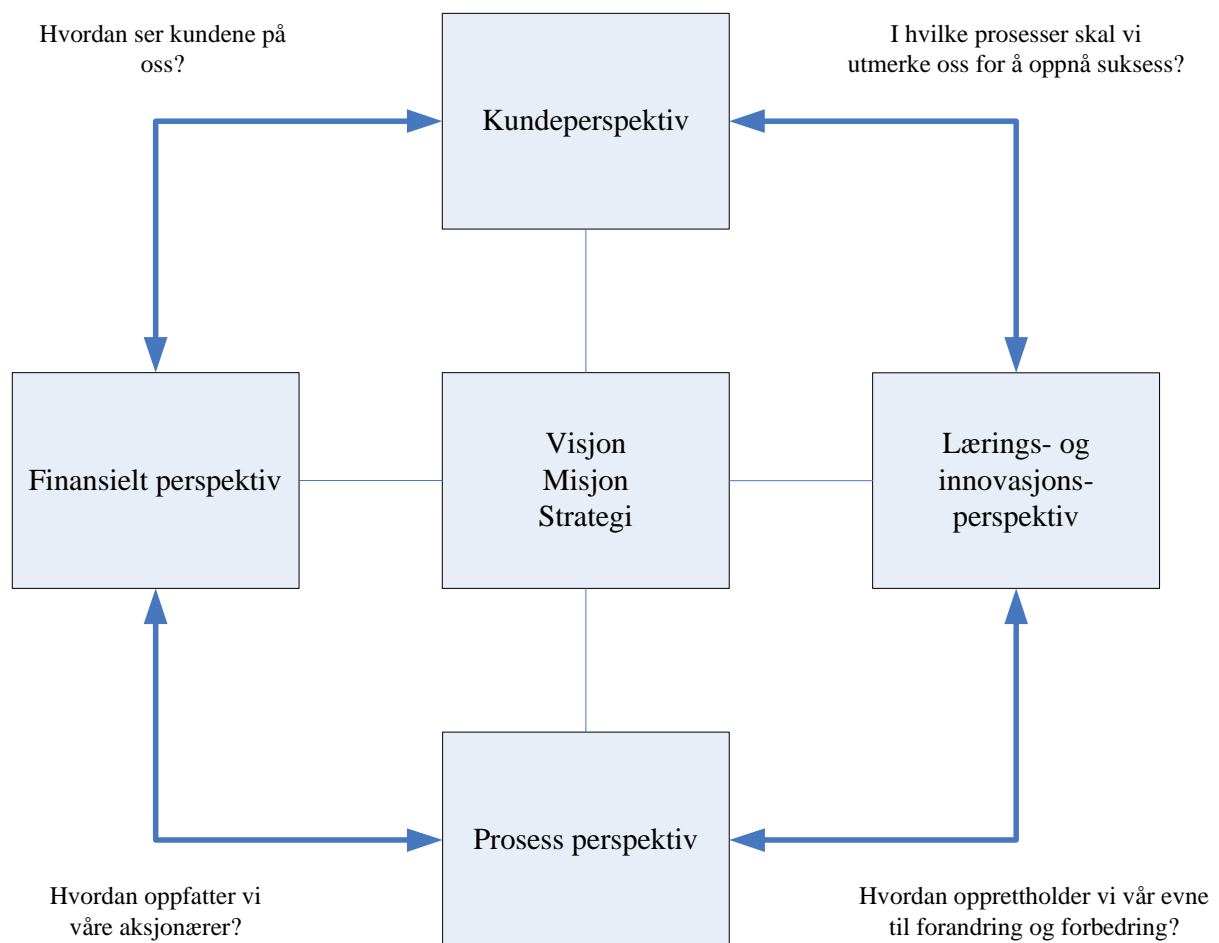 Hvordan ser kundene på
oss?
I hvilke prosesser skal vi
utmerke oss for å oppnå suksess?
Kundeperspektiv
Finansielt perspektiv
Visjon
Misjon
Strategi
Lærings- og
innovasjons-
perspektiv
Prosess perspektiv
Hvordan oppfatter vi
våre aksjonærer?
Hvordan opprettholder vi vår evne
til forandring og forbedring?